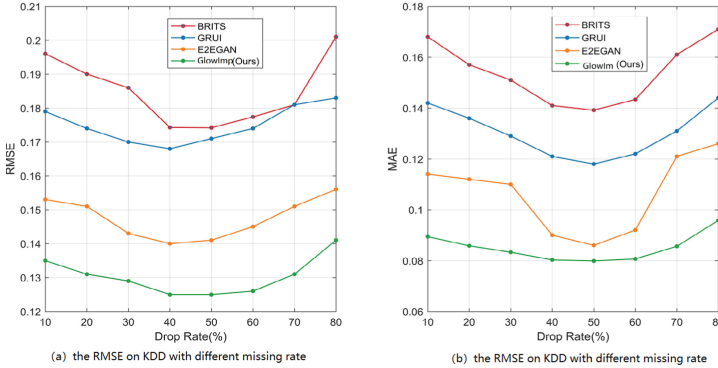 0.21
0.2
0.19
0.18
0.17
0.16
0.15
0.14
0.13
0.12
RMSE
BRITS
GRUI
E2EGAN
GlowImp(Ours)
10 20 30 40 50 60 70 80
Drop Rate(%)
(a) the RMSE on KDD with different missing rate
0.18
0.16
0.14
0.12
0.1
0.08
0.06
MAE
BRITS
GRUI
E2EGAN
GlowIm (Ours)
10 20 30 40 50 60 70 80
Drop Rate(%)
(b) the RMSE on KDD with different missing rate